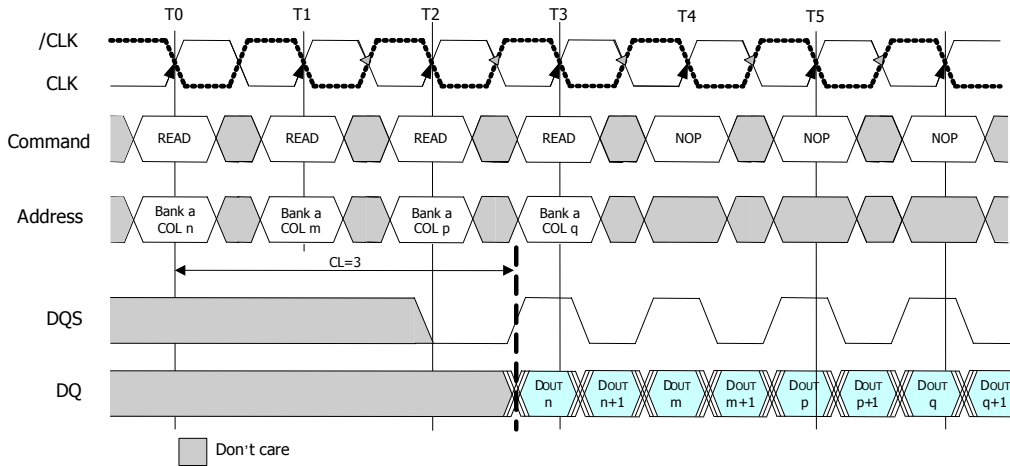 T0 T1 T2 T3 T4 T5
/CLK
CLK
Command READ READ READ READ NOP NOP NOP
Address Bank a Bank a Bank a Bank a
COL n COL m COL p COL q
CL=3
DQS
DQ DOUT DOUT DOUT DOUT DOUT DOUT DOUT DOUT
n n+1 m m+1 p p+1 q q+1
Don't care